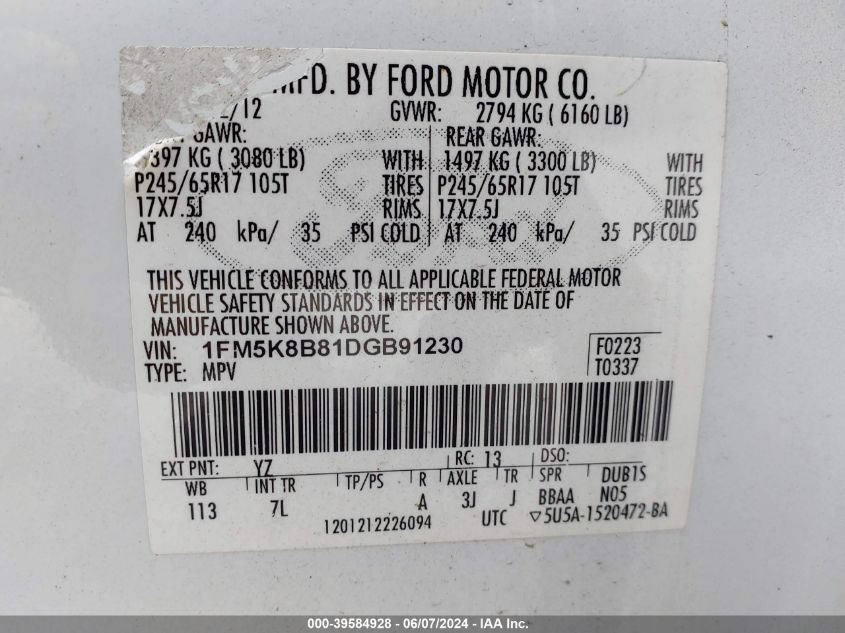 MFD. BY FORD MOTOR CO.
/12 GVWR: 2794 KG ( 6160 LB)
GAWR: REAR GAWR:
1397 KG ( 3080 LB) WITH 1497 KG ( 3300 LB) WITH
P245/65R17 105T TIRES P245/65R17 105T TIRES
17X7.5J RIMS 17X7.5J RIMS
AT 240 kPa/ 35 PSI COLD AT 240 kPa/ 35 PSI COLD
THIS VEHICLE CONFORMS TO ALL APPLICABLE FEDERAL MOTOR
VEHICLE SAFETY STANDARDS IN EFFECT ON THE DATE OF
MANUFACTURE SHOWN ABOVE.
VIN: 1FM5K8B81DGB91230 F0223
TYPE: MPV T0337
EXT PNT: YZ RC: 13 DSO:
WB INT TR TP/PS R AXLE TR SPR DUB1S
113 7L A 3J J BBAA N05
1201212226094 UTC ▽5U5A-1520472-BA
000-39584928 - 06/07/2024 - IAA Inc.